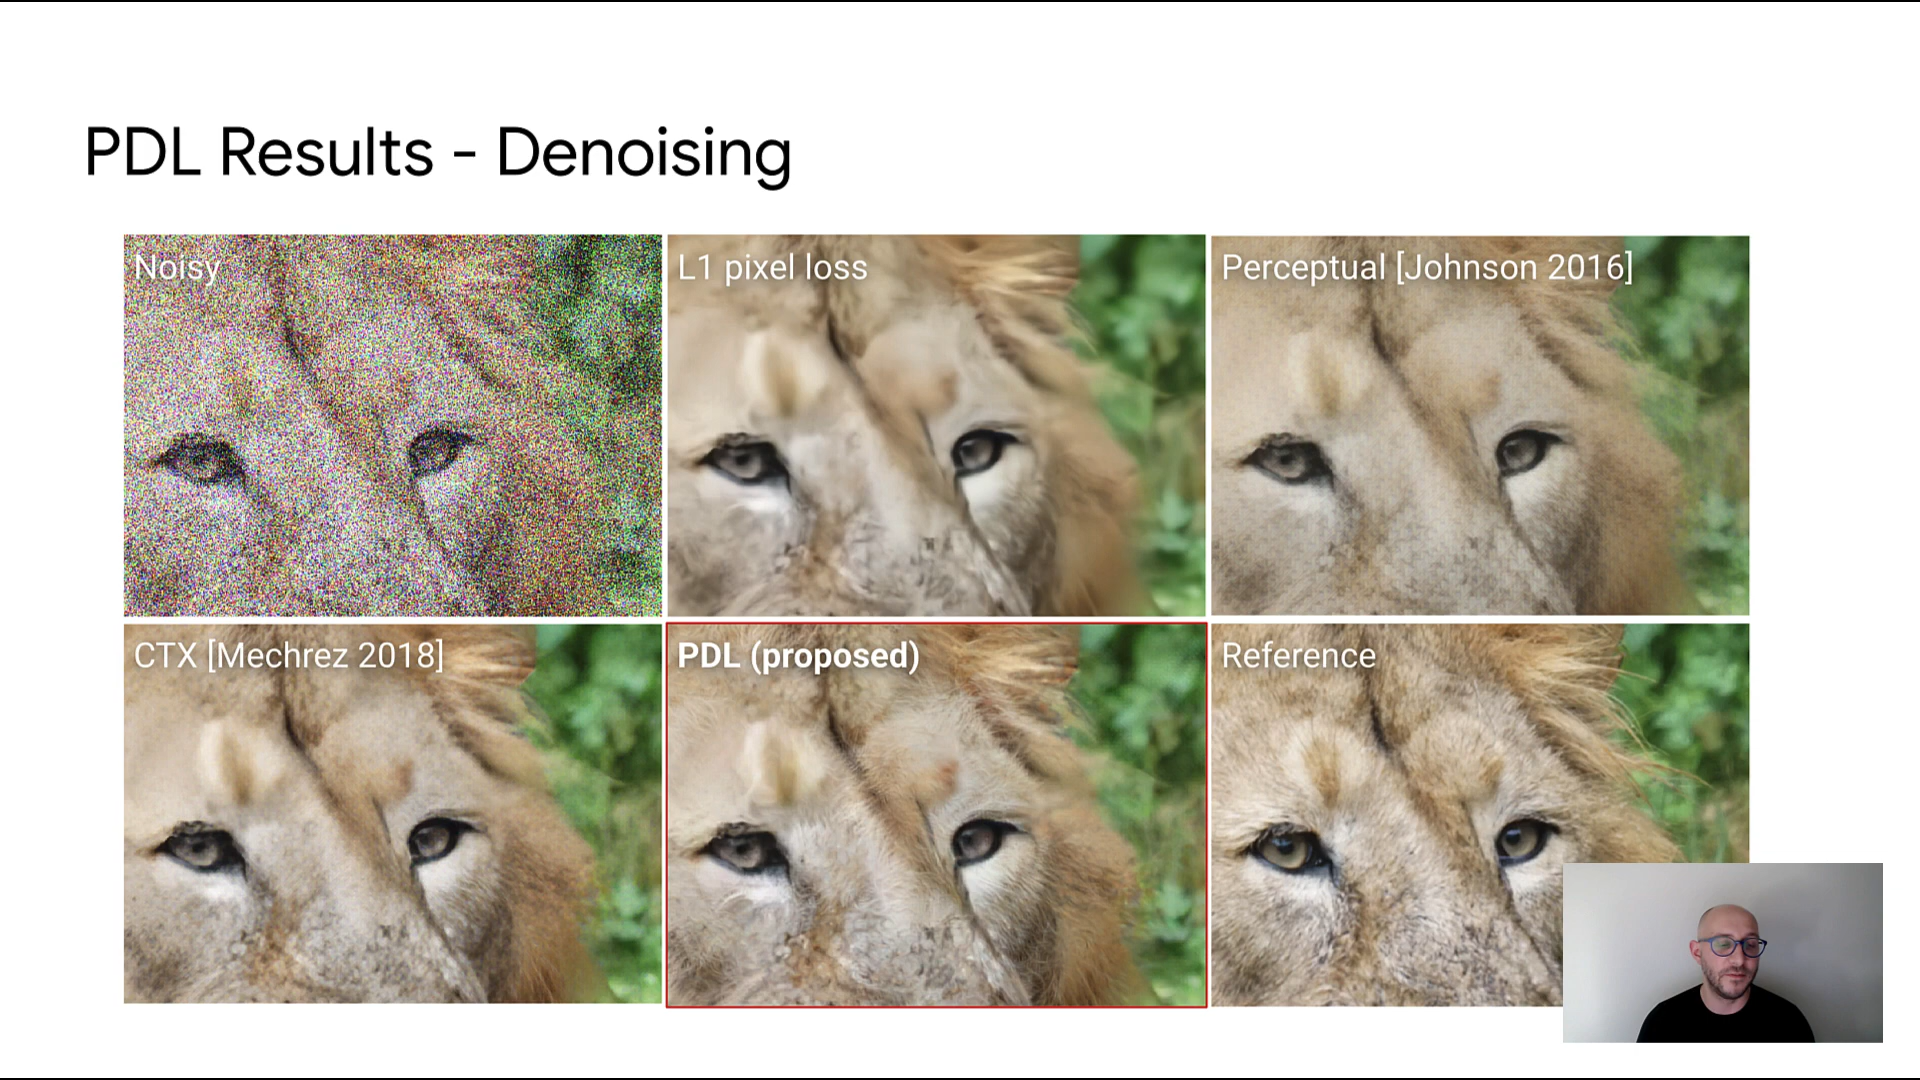 PDL Results - Denoising
Noisy
L1 pixel loss
Perceptual [Johnson 2016]
CTX [Mechrez 2018]
PDL (proposed)
Reference